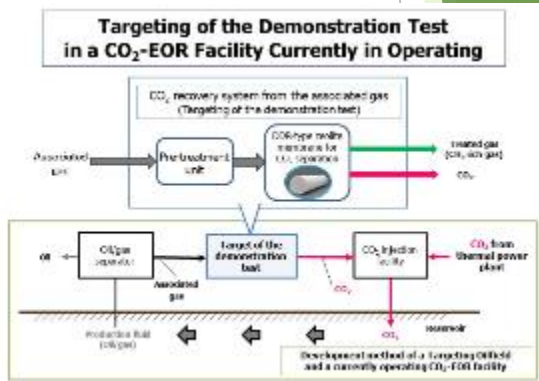 Targeting of the Demonstration Test
in a CO₂-EOR Facility Currently in Operating
CO₂ recovery system from the associated gas
(Targeting of the demonstration test)
Associated
gas
Pre-treatment
unit
DDR-type zeolite
membrane for
CO₂ separation
Treated gas
(CH₄ rich gas)
CO₂
Oil
Oil/gas
separator
Associated
gas
Target of the
demonstration
test
CO₂
CO₂ injection
facility
CO₂ from
thermal power
plant
Production fluid
(Oil/gas)
CO₂
Reservoir
Development method of a Targeting Oilfield
and a currently operating CO₂-EOR facility